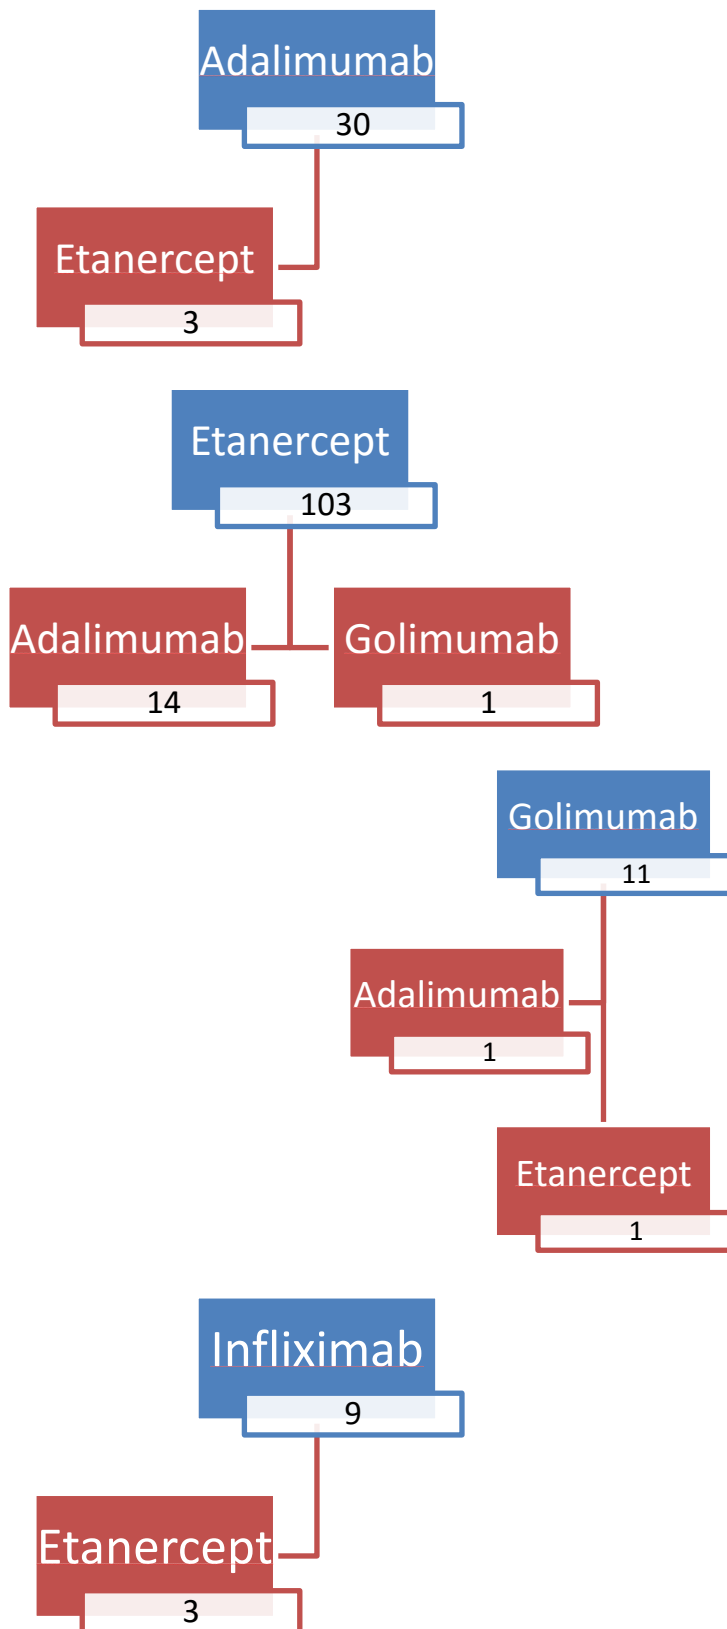 Adalimumab
30
Etanercept
3
Etanercept
103
Adalimumab
14
Golimumab
1
Golimumab
11
Adalimumab
1
Etanercept
1
Infliximab
9
Etanercept
3